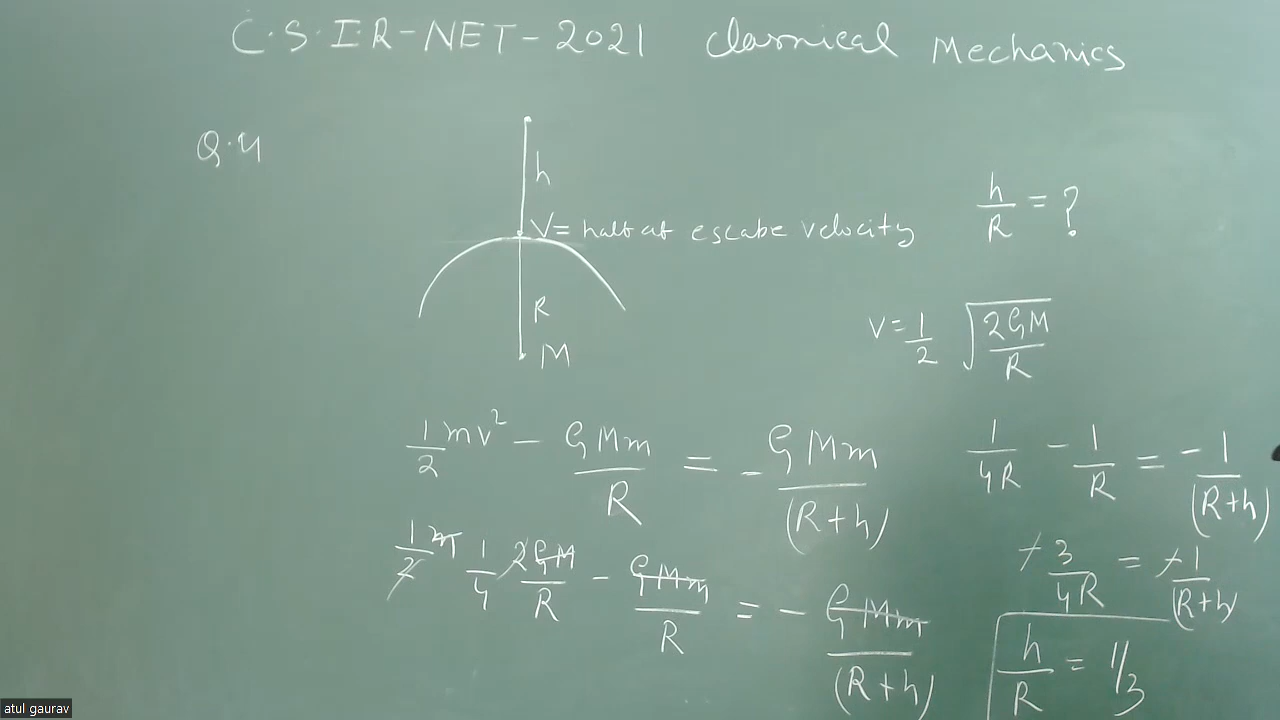 C.S.I.R-NET-2021 Classical Mechanics
Q.4
h
V = half of escape velocity
h/R = ?
R
M
V = 1/2 √(2GM/R)
1/2 mv² - GMm/R = - GMm/(R+h)
1/4R - 1/R = - 1/(R+h)
1/2 m 1/4 2GM/R - GMm/R = - GMm/(R+h)
- 3/4R = - 1/(R+h)
h/R = 1/3
atul gaurav